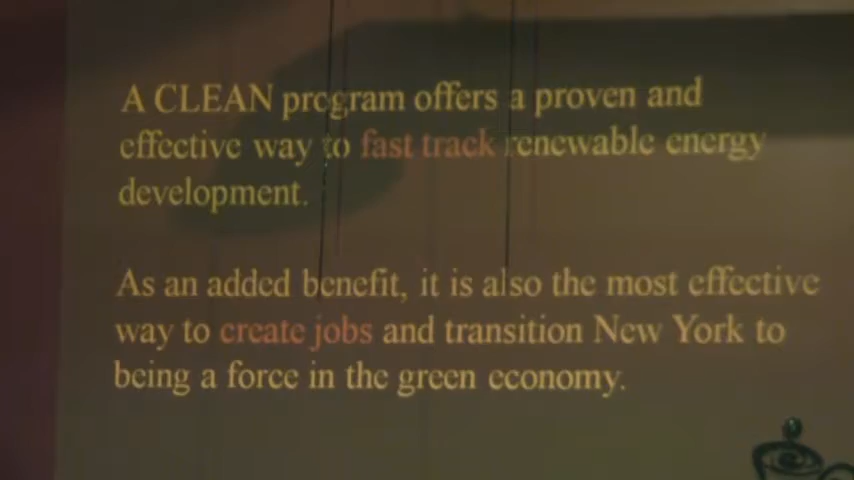 A CLEAN program offers a proven and
effective way to fast track renewable energy
development.
As an added benefit, it is also the most effective
way to create jobs and transition New York to
being a force in the green economy.